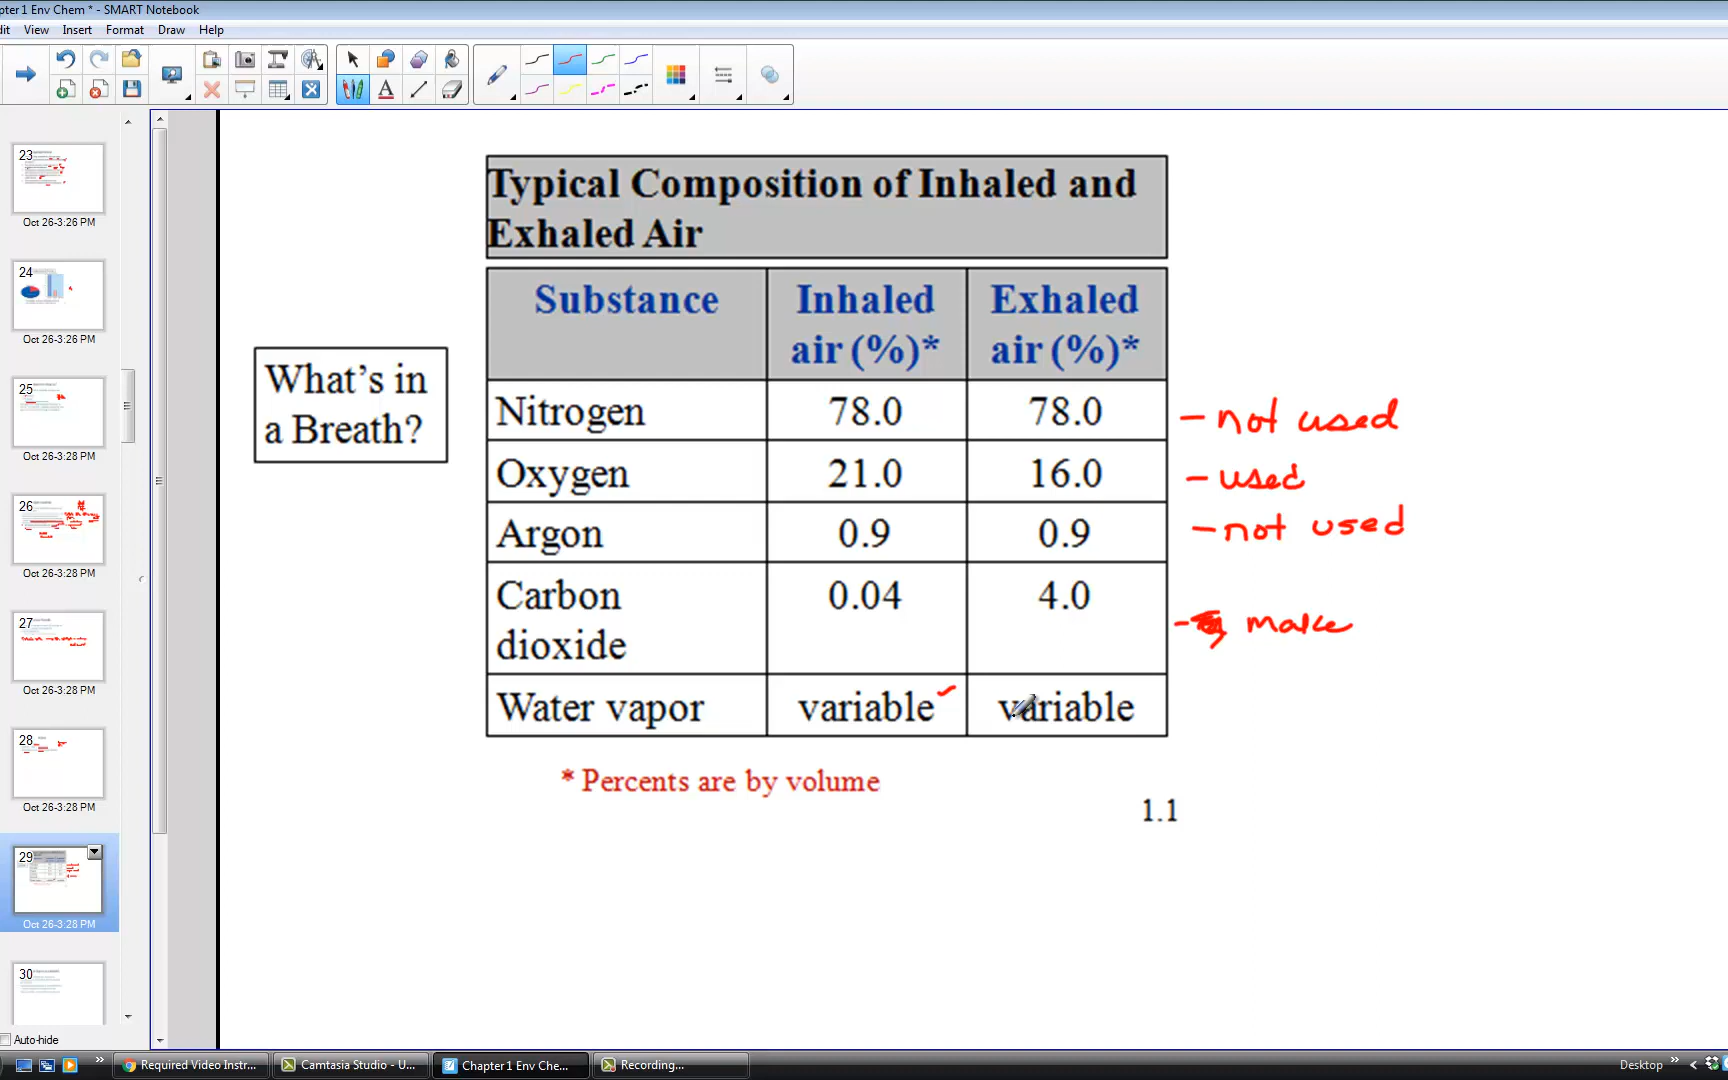 pter 1 Env Chem * - SMART Notebook
dit View Insert Format Draw Help
23
Oct 26-3:26 PM
24
Oct 26-3:26 PM
25
Oct 26-3:28 PM
26
Oct 26-3:28 PM
27
Oct 26-3:28 PM
28
Oct 26-3:28 PM
29
Oct 26-3:28 PM
30
Auto-hide
What's in
a Breath?
Typical Composition of Inhaled and
Exhaled Air
Substance Inhaled air (%)* Exhaled air (%)*
Nitrogen 78.0 78.0 - not used
Oxygen 21.0 16.0 - used
Argon 0.9 0.9 - not used
Carbon dioxide 0.04 4.0 - make
Water vapor variable variable
* Percents are by volume
1.1
Required Video Instr... Camtasia Studio - U... Chapter 1 Env Che... Recording... Desktop